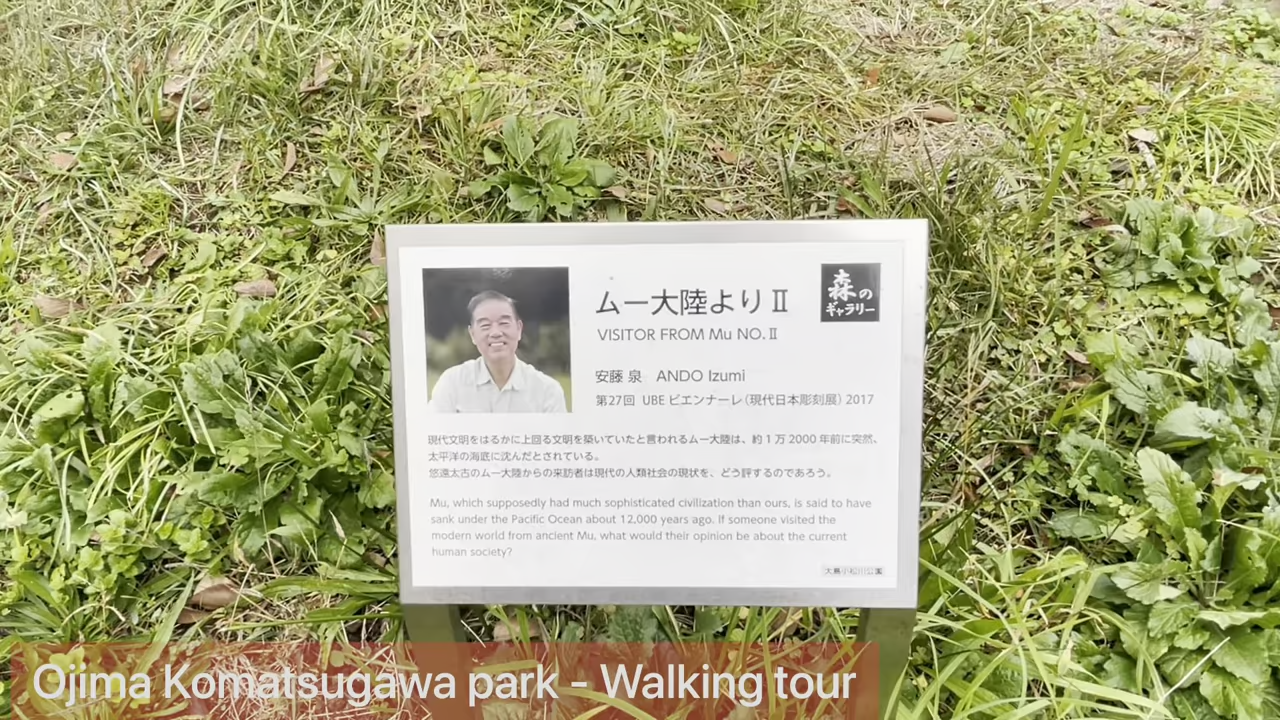 ムー大陸よりⅡ
森の
ギャラリー
VISITOR FROM Mu NO.Ⅱ
安藤 泉 ANDO Izumi
第27回 UBE ビエンナーレ（現代日本彫刻展）2017
現代文明をはるかに上回る文明を築いていたと言われるムー大陸は、約1万2000年前に突然、
太平洋の海底に沈んだとされている。
悠遠太古のムー大陸からの来訪者は現代の人類社会の現状を、どう評するのであろう。
Mu, which supposedly had much sophisticated civilization than ours, is said to have
sank under the Pacific Ocean about 12,000 years ago. If someone visited the
modern world from ancient Mu, what would their opinion be about the current
human society?
大島小松川公園
Ojima Komatsugawa park - Walking tour